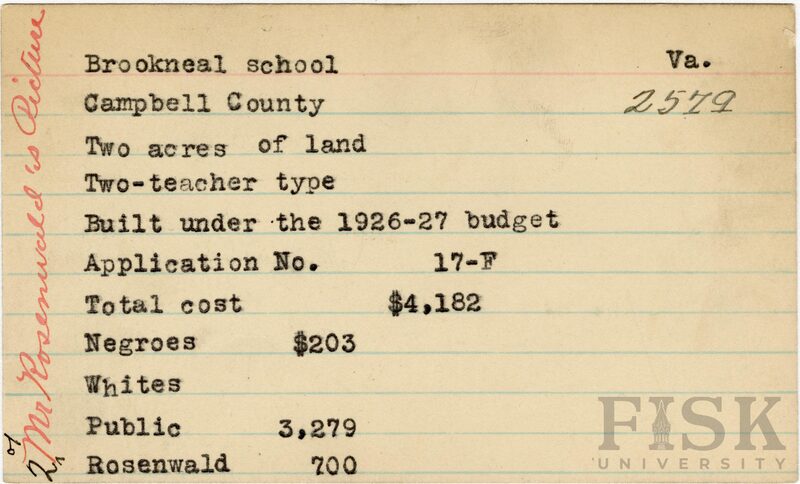 Brookneal school Va.
Campbell County 2579
Two acres of land
Two-teacher type
Built under the 1926-27 budget
Application No. 17-F
Total cost $4,182
Negroes $203
Whites
Public 3,279
Rosenwald 700
Mr Rosenwald's Picture
FISK
UNIVERSITY